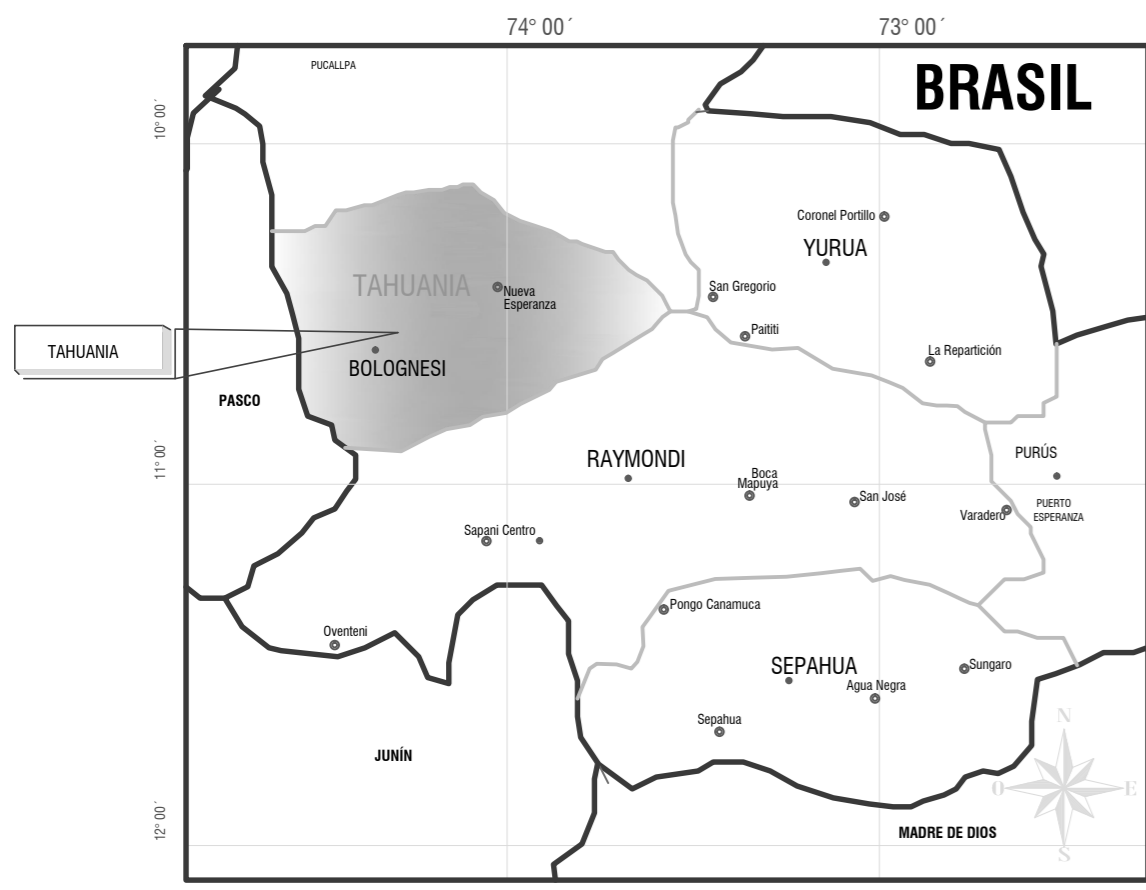 74° 00´
73° 00´
PUCALLPA
BRASIL
10° 00´
Coronel Portillo
YURUA
TAHUANIA
Nueva
Esperanza
San Gregorio
Paititi
TAHUANIA
La Repartición
BOLOGNESI
PASCO
RAYMONDI
PURÚS
11° 00´
Boca
Mapuya
San José
Varadero
PUERTO
ESPERANZA
Sapani Centro
Pongo Canamuca
Oventeni
SEPAHUA
Sungaro
Agua Negra
Sepahua
JUNÍN
N
O
E
S
12° 00´
MADRE DE DIOS